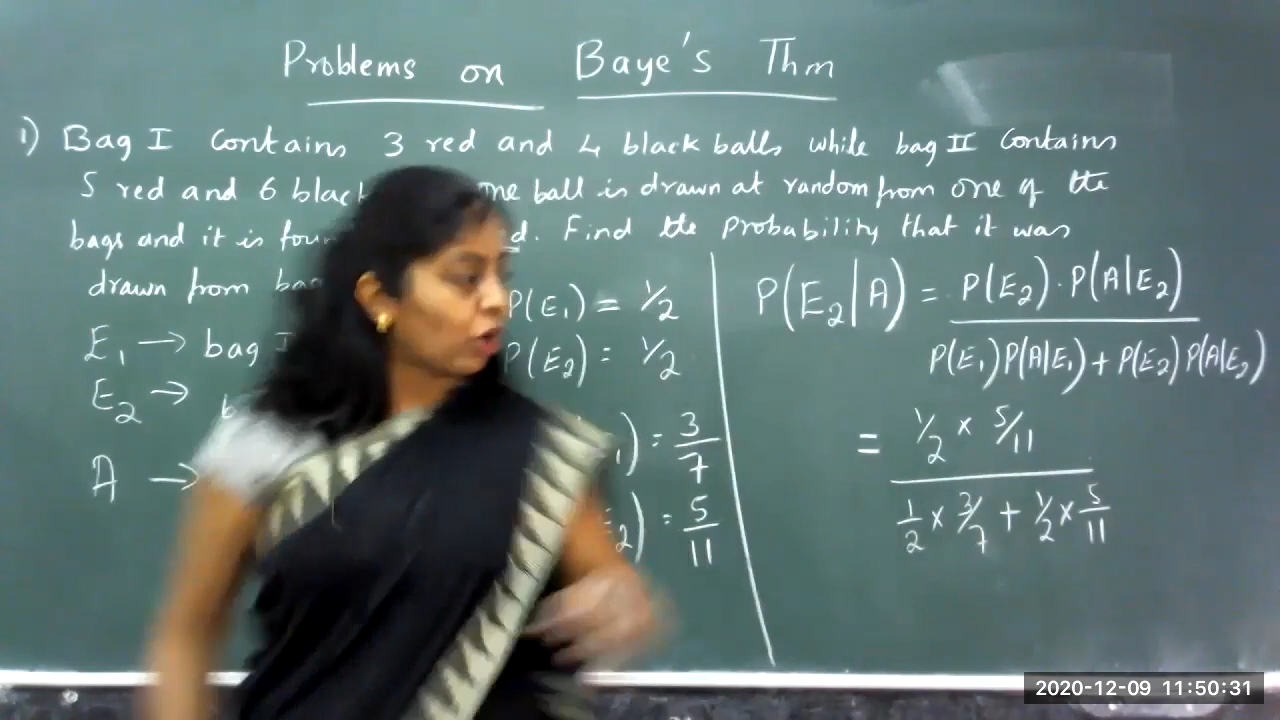 Problems on Baye's Thm
1) Bag I contains 3 red and 4 black balls while bag II contains
5 red and 6 black one ball is drawn at random from one of the
bags and it is d. Find the probability that it was
drawn from
E₁ → bag I P(E₁) = 1/2
E₂ → P(E₂) = 1/2
A →
1) = 3/7
2) = 5/11
P(E₂|A) = P(E₂)·P(A|E₂) / P(E₁)P(A|E₁) + P(E₂)P(A|E₂)
= 1/2 × 5/11 / 1/2 × 3/7 + 1/2 × 5/11
2020-12-09 11:50:31